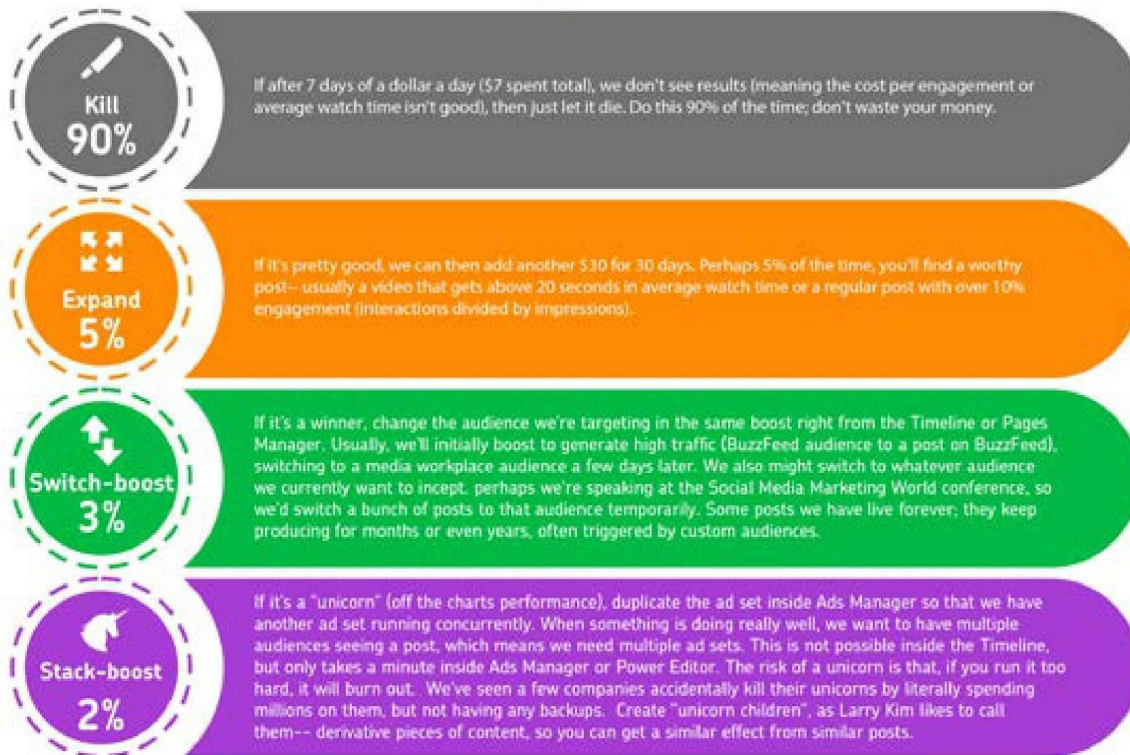 Kill
90%
If after 7 days of a dollar a day ($7 spent total), we don't see results (meaning the cost per engagement or
average watch time isn't good), then just let it die. Do this 90% of the time; don't waste your money.
Expand
5%
If it's pretty good, we can then add another $30 for 30 days. Perhaps 5% of the time, you'll find a worthy
post-- usually a video that gets above 20 seconds in average watch time or a regular post with over 10%
engagement (interactions divided by impressions).
Switch-boost
3%
If it's a winner, change the audience we're targeting in the same boost right from the Timeline or Pages
Manager. Usually, we'll initially boost to generate high traffic (BuzzFeed audience to a post on BuzzFeed),
switching to a media workplace audience a few days later. We also might switch to whatever audience
we currently want to incept. perhaps we're speaking at the Social Media Marketing World conference, so
we'd switch a bunch of posts to that audience temporarily. Some posts we have live forever; they keep
producing for months or even years, often triggered by custom audiences.
Stack-boost
2%
If it's a "unicorn" (off the charts performance), duplicate the ad set inside Ads Manager so that we have
another ad set running concurrently. When something is doing really well, we want to have multiple
audiences seeing a post, which means we need multiple ad sets. This is not possible inside the Timeline,
but only takes a minute inside Ads Manager or Power Editor. The risk of a unicorn is that, if you run it too
hard, it will burn out. We've seen a few companies accidentally kill their unicorns by literally spending
millions on them, but not having any backups. Create "unicorn children", as Larry Kim likes to call
them-- derivative pieces of content, so you can get a similar effect from similar posts.